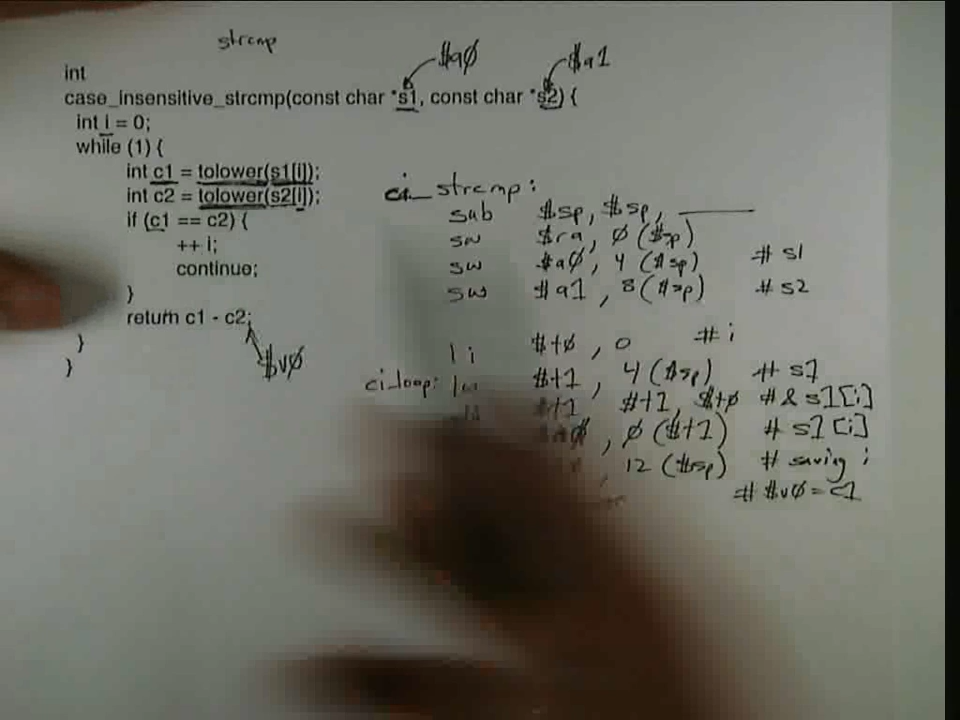 strcmp
$a0
$a1
int
case_insensitive_strcmp(const char *s1, const char *s2) {
int i = 0;
while (1) {
int c1 = tolower(s1[i]);
int c2 = tolower(s2[i]);
if (c1 == c2) {
++ i;
continue;
}
return c1 - c2;
}
}
$v0
ci_strcmp:
sub $sp, $sp,
sw $ra, 0($sp)
sw $a0, 4($sp) # s1
sw $a1, 8($sp) # s2
li $t0, 0 # i
ci_loop: lw $t1, 4($sp) # s1
$t1 $t1, $t0 # & s1[i]
, 0($t1) # s1[i]
, 12($sp) # saving i
# $v0 = c1